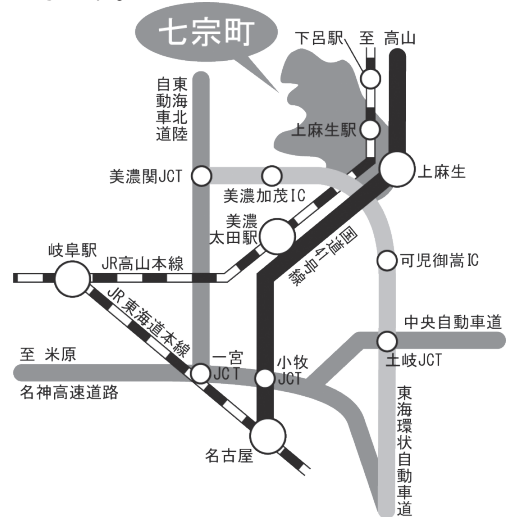 七宗町
下呂駅
至 高山
東海北陸
自動車道
上麻生駅
上麻生
美濃関JCT
美濃加茂IC
美濃
太田駅
国道41号線
岐阜駅
JR高山本線
可児御嵩IC
JR東海道本線
中央自動車道
至 米原
一宮
JCT
小牧
JCT
土岐JCT
名神高速道路
東海環状自動車道
名古屋